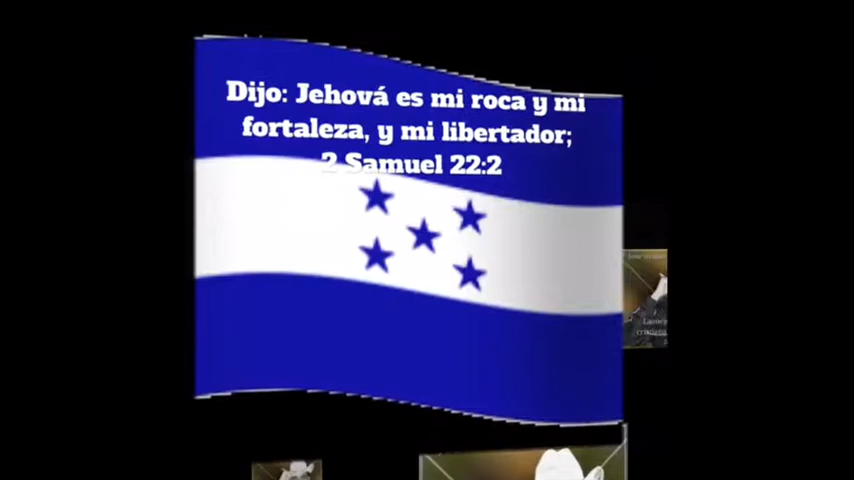 Dijo: Jehová es mi roca y mi
fortaleza, y mi libertador;
2 Samuel 22:2